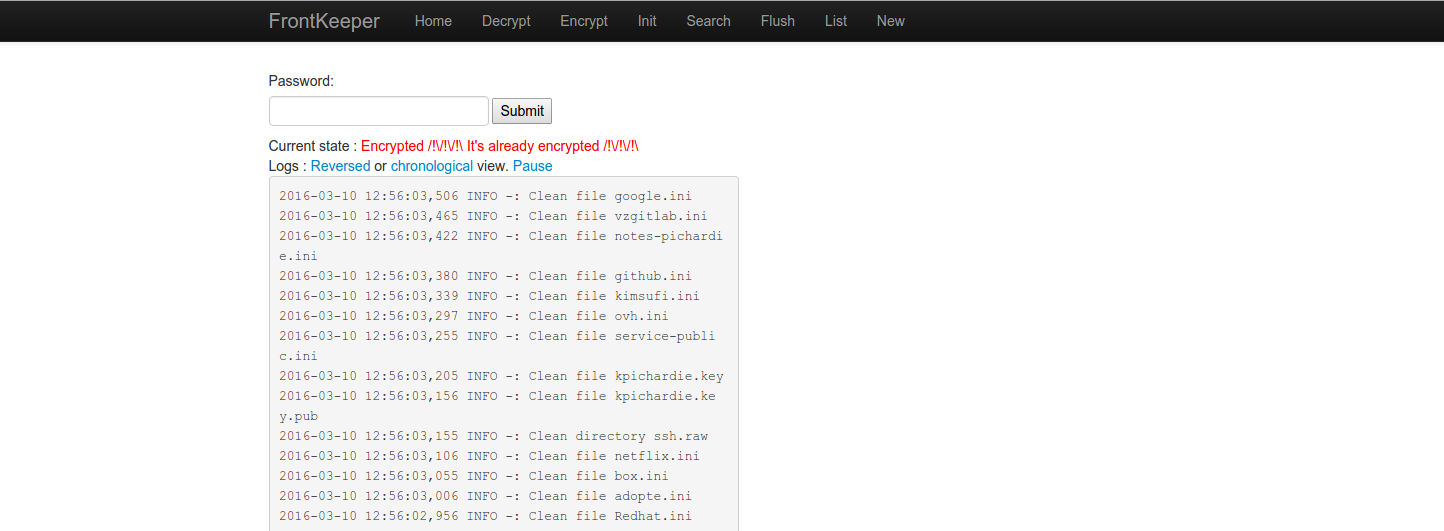 FrontKeeper Home Decrypt Encrypt Init Search Flush List New
Password:
Submit
Current state : Encrypted /!\/!\/!\ It's already encrypted /!\/!\/!\
Logs : Reversed or chronological view. Pause
2016-03-10 12:56:03,506 INFO -: Clean file google.ini
2016-03-10 12:56:03,465 INFO -: Clean file vzgitlab.ini
2016-03-10 12:56:03,422 INFO -: Clean file notes-pichardi
e.ini
2016-03-10 12:56:03,380 INFO -: Clean file github.ini
2016-03-10 12:56:03,339 INFO -: Clean file kimsufi.ini
2016-03-10 12:56:03,297 INFO -: Clean file ovh.ini
2016-03-10 12:56:03,255 INFO -: Clean file service-publi
c.ini
2016-03-10 12:56:03,205 INFO -: Clean file kpichardie.key
2016-03-10 12:56:03,156 INFO -: Clean file kpichardie.ke
y.pub
2016-03-10 12:56:03,155 INFO -: Clean directory ssh.raw
2016-03-10 12:56:03,106 INFO -: Clean file netflix.ini
2016-03-10 12:56:03,055 INFO -: Clean file box.ini
2016-03-10 12:56:03,006 INFO -: Clean file adopte.ini
2016-03-10 12:56:02,956 INFO -: Clean file Redhat.ini